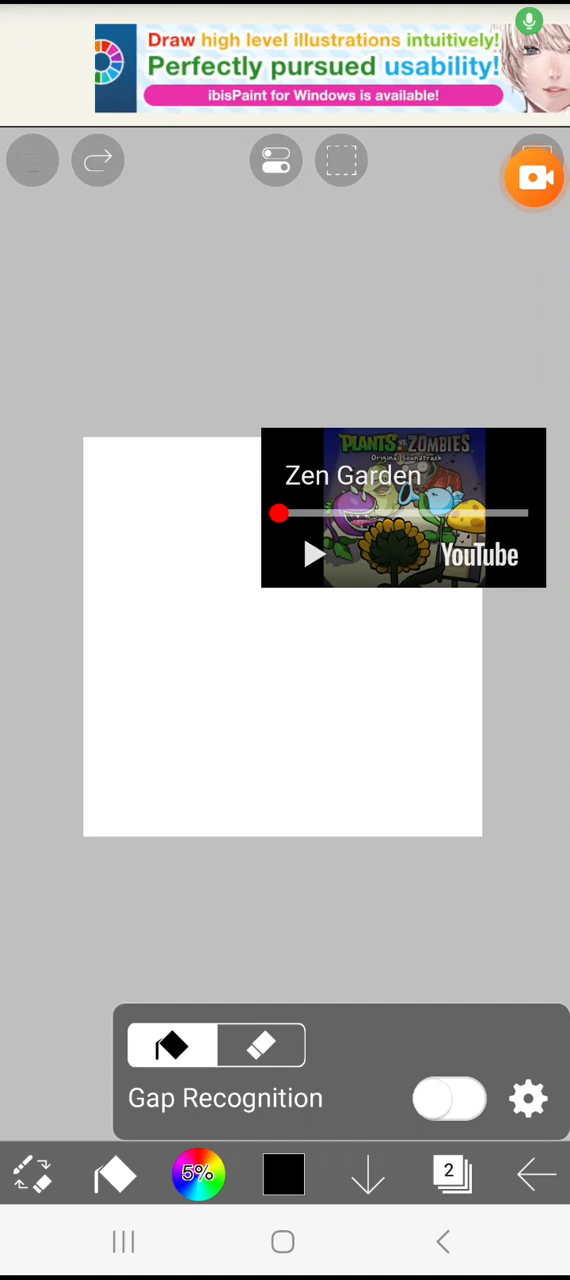 Draw high level illustrations intuitively!
Perfectly pursued usability!
ibisPaint for Windows is available!
PLANTS VS. ZOMBIES
Original Soundtrack
Zen Garden
YouTube
Gap Recognition
5%
2